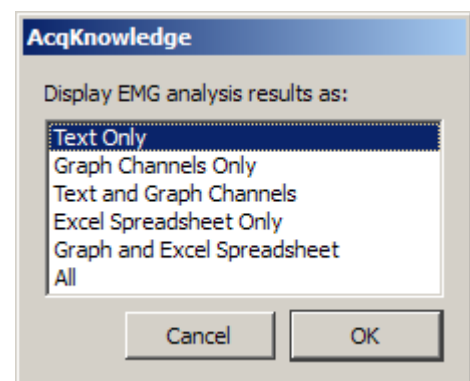 AcqKnowledge
Display EMG analysis results as:
Text Only
Graph Channels Only
Text and Graph Channels
Excel Spreadsheet Only
Graph and Excel Spreadsheet
All
Cancel OK